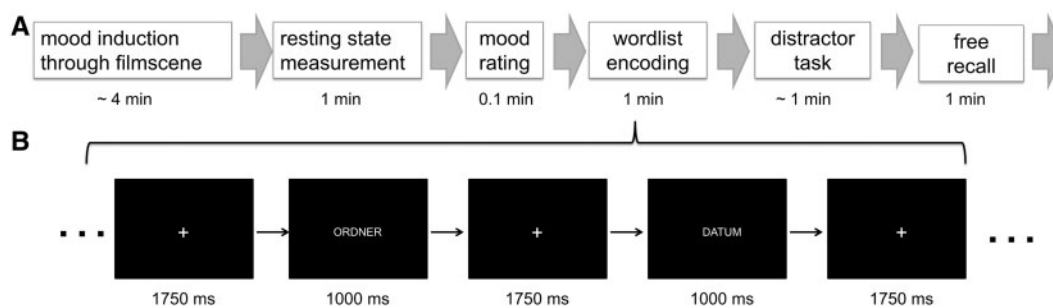 A
mood induction
through filmscene
resting state
measurement
mood
rating
wordlist
encoding
distractor
task
free
recall
~ 4 min
1 min
0.1 min
1 min
~ 1 min
1 min
B
+
ORDNER
+
DATUM
+
1750 ms
1000 ms
1750 ms
1000 ms
1750 ms